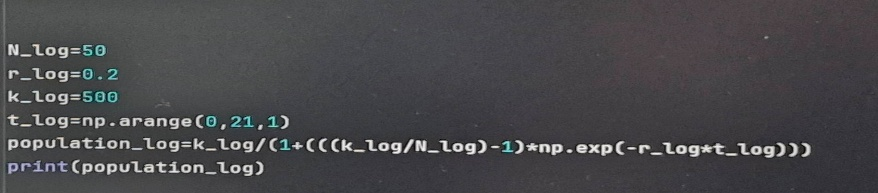 N_log=50
r_log=0.2
k_log=500
t_log=np.arange(0,21,1)
population_log=k_log/(1+(((k_log/N_log)-1)*np.exp(-r_log*t_log)))
print(population_log)